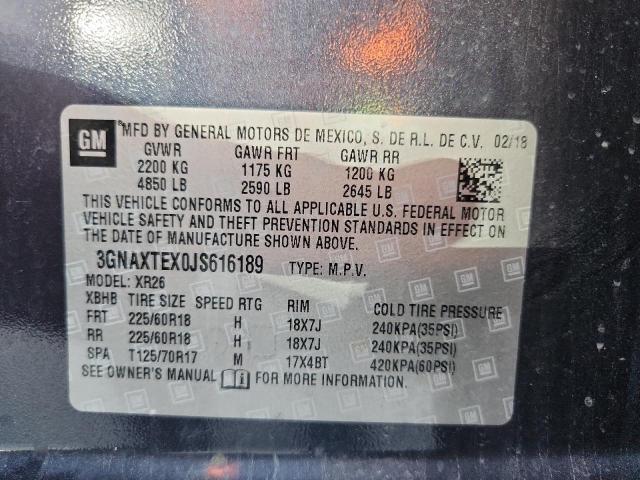 GM
MFD BY GENERAL MOTORS DE MEXICO, S. DE R.L. DE C.V. 02/18
GVWR GAWR FRT GAWR RR
2200 KG 1175 KG 1200 KG
4850 LB 2590 LB 2645 LB
THIS VEHICLE CONFORMS TO ALL APPLICABLE U.S. FEDERAL MOTOR
VEHICLE SAFETY AND THEFT PREVENTION STANDARDS IN EFFECT ON
THE DATE OF MANUFACTURE SHOWN ABOVE.
3GNAXTEX0JS616189 TYPE: M.P.V.
MODEL: XR26
XBHB TIRE SIZE SPEED RTG RIM COLD TIRE PRESSURE
FRT 225/60R18 H 18X7J 240KPA(35PSI)
RR 225/60R18 H 18X7J 240KPA(35PSI)
SPA T125/70R17 M 17X4BT 420KPA(60PSI)
SEE OWNER'S MANUAL FOR MORE INFORMATION.